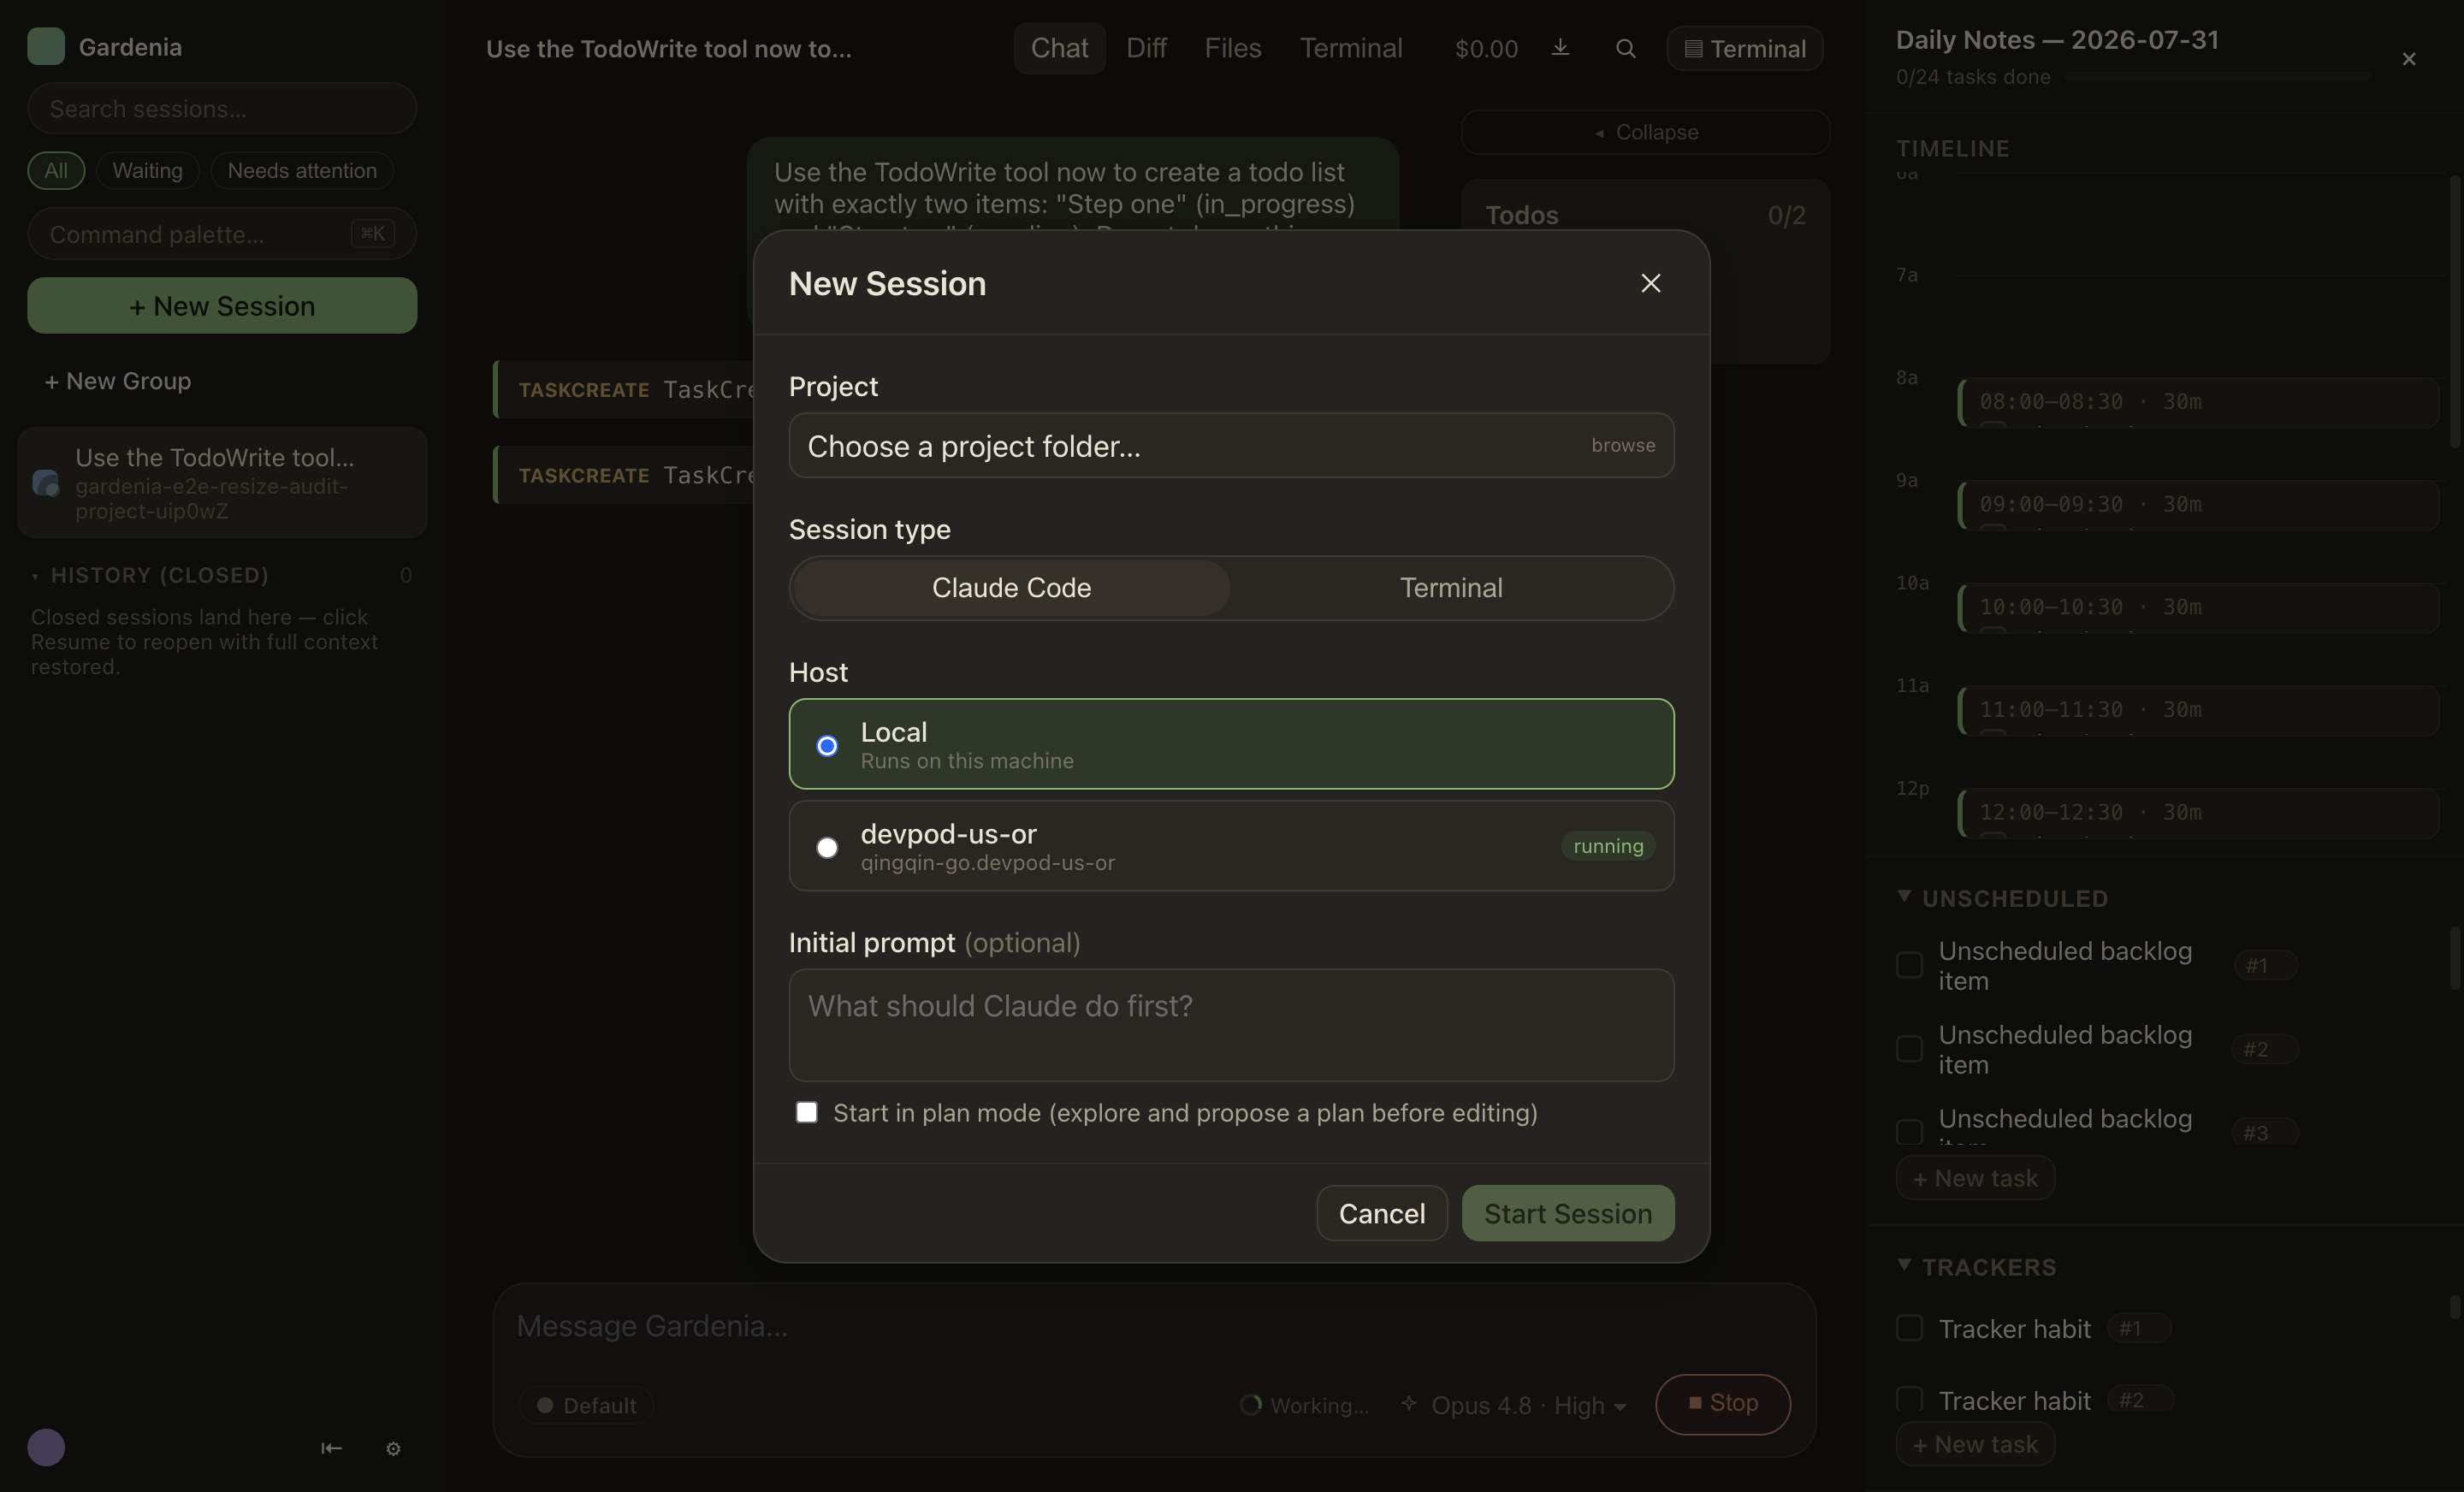 Gardenia
Search sessions...
All
Waiting
Needs attention
Command palette...
⌘K
+ New Session
+ New Group
Use the TodoWrite tool...
gardenia-e2e-resize-audit-
project-uip0wZ
HISTORY (CLOSED)
0
Closed sessions land here — click
Resume to reopen with full context
restored.
Use the TodoWrite tool now to...
Chat
Diff
Files
Terminal
$0.00
Terminal
Use the TodoWrite tool now to create a todo list
with exactly two items: "Step one" (in_progress)
Collapse
Todos
0/2
TASKCREATE TaskCre
TASKCREATE TaskCre
New Session
Project
Choose a project folder...
browse
Session type
Claude Code
Terminal
Host
Local
Runs on this machine
devpod-us-or
qingqin-go.devpod-us-or
running
Initial prompt (optional)
What should Claude do first?
Start in plan mode (explore and propose a plan before editing)
Cancel
Start Session
Message Gardenia...
Default
Working...
Opus 4.8 · High
Stop
Daily Notes — 2026-07-31
0/24 tasks done
TIMELINE
7a
8a
08:00–08:30 · 30m
9a
09:00–09:30 · 30m
10a
10:00–10:30 · 30m
11a
11:00–11:30 · 30m
12p
12:00–12:30 · 30m
UNSCHEDULED
Unscheduled backlog
item
#1
Unscheduled backlog
item
#2
Unscheduled backlog
#3
+ New task
TRACKERS
Tracker habit
#1
Tracker habit
#2
+ New task